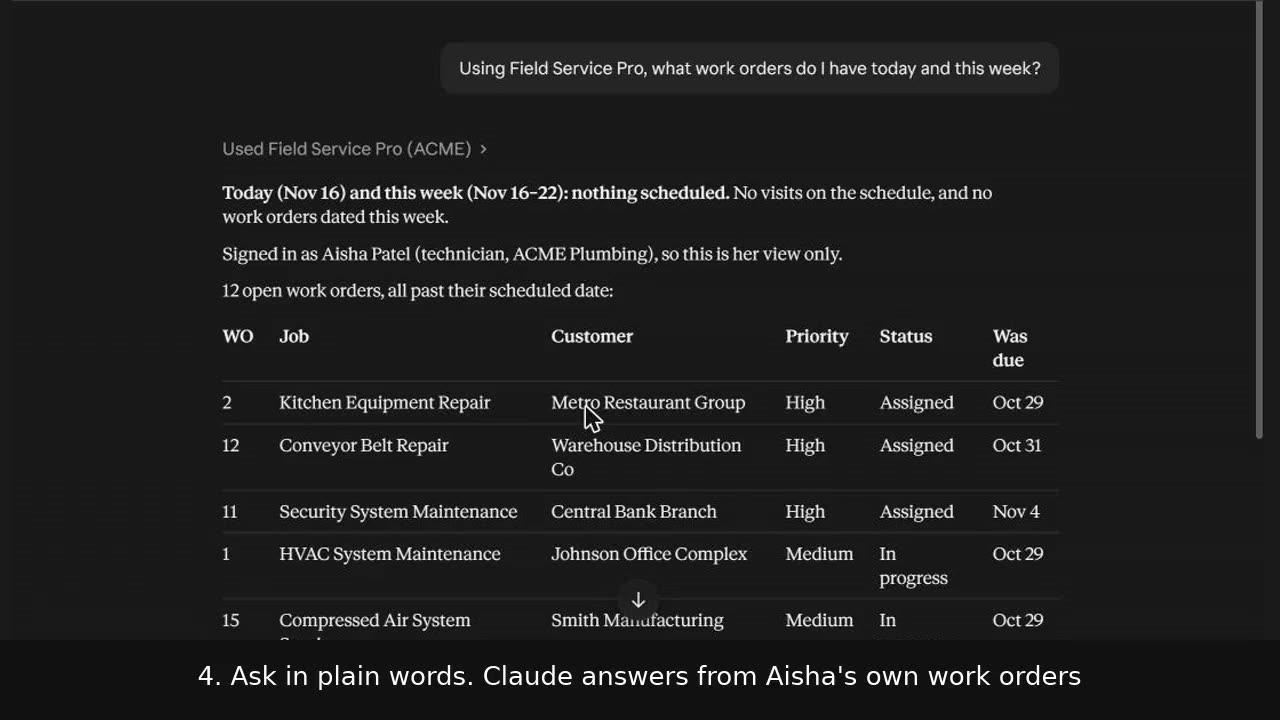 Using Field Service Pro, what work orders do I have today and this week?
Used Field Service Pro (ACME) >
Today (Nov 16) and this week (Nov 16–22): nothing scheduled. No visits on the schedule, and no
work orders dated this week.
Signed in as Aisha Patel (technician, ACME Plumbing), so this is her view only.
12 open work orders, all past their scheduled date:
WO Job Customer Priority Status Was
due
2 Kitchen Equipment Repair Metro Restaurant Group High Assigned Oct 29
12 Conveyor Belt Repair Warehouse Distribution High Assigned Oct 31
Co
11 Security System Maintenance Central Bank Branch High Assigned Nov 4
1 HVAC System Maintenance Johnson Office Complex Medium In Oct 29
progress
15 Compressed Air System Smith Manufacturing Medium In Oct 29
4. Ask in plain words. Claude answers from Aisha's own work orders